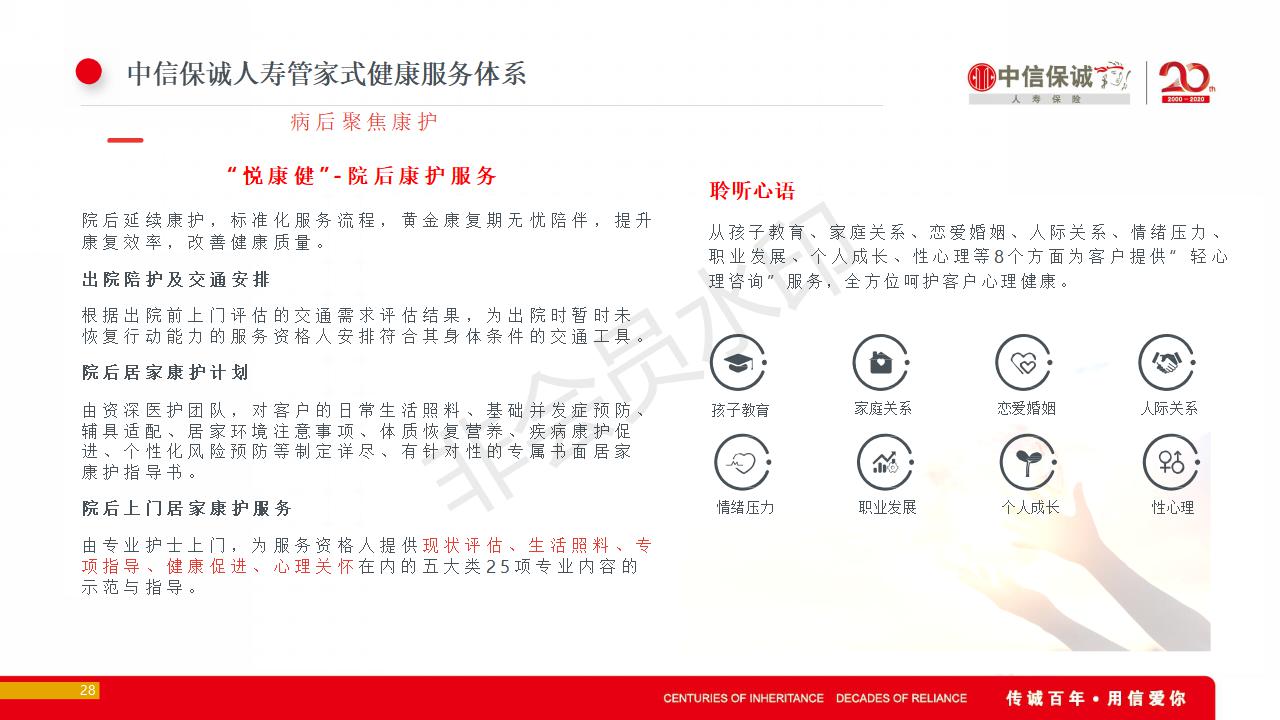 中信保诚人寿管家式健康服务体系
中信保诚
人寿保险
20th
2000-2020
病后聚焦康护
“悦康健”-院后康护服务
院后延续康护，标准化服务流程，黄金康复期无忧陪伴，提升
康复效率，改善健康质量。
出院陪护及交通安排
根据出院前上门评估的交通需求评估结果，为出院时暂时未
恢复行动能力的服务资格人安排符合其身体条件的交通工具。
院后居家康护计划
由资深医护团队，对客户的日常生活照料、基础并发症预防、
辅具适配、居家环境注意事项、体质恢复营养、疾病康护促
进、个性化风险预防等制定详尽、有针对性的专属书面居家
康护指导书。
院后上门居家康护服务
由专业护士上门，为服务资格人提供现状评估、生活照料、专
项指导、健康促进、心理关怀在内的五大类25项专业内容的
示范与指导。
聆听心语
从孩子教育、家庭关系、恋爱婚姻、人际关系、情绪压力、
职业发展、个人成长、性心理等8个方面为客户提供”轻心
理咨询”服务，全方位呵护客户心理健康。
孩子教育
家庭关系
恋爱婚姻
人际关系
情绪压力
职业发展
个人成长
性心理
非会员水印
28
CENTURIES OF INHERITANCE DECADES OF RELIANCE
传诚百年•用信爱你